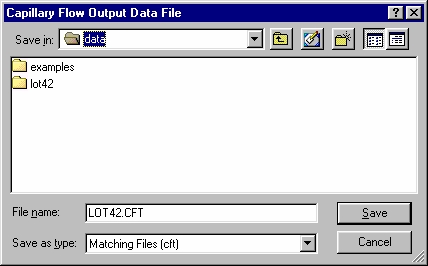 Capillary Flow Output Data File
Save in: data
examples
lot42
File name: LOT42.CFT Save
Save as type: Matching Files (cft) Cancel